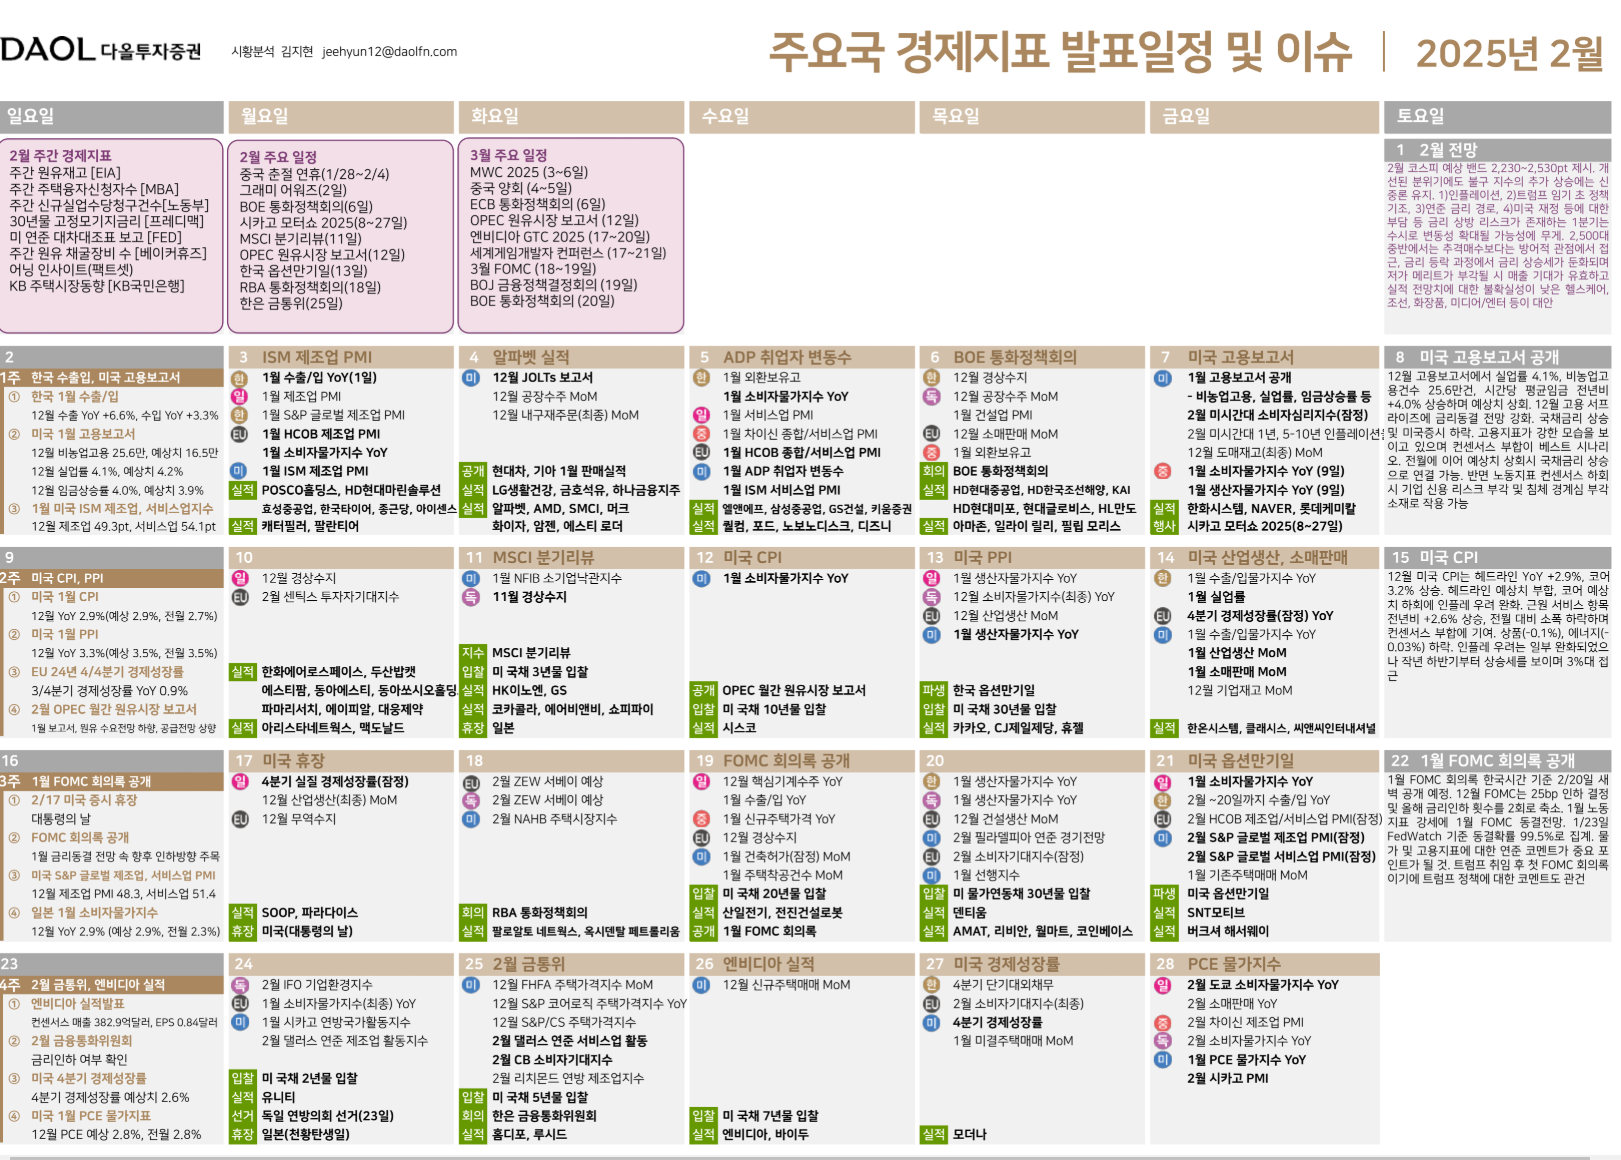 DAOL 다올투자증권
시황분석 김지현 jeehyun12@daolfn.com
주요국 경제지표 발표일정 및 이슈 | 2025년 2월
일요일
월요일
화요일
수요일
목요일
금요일
토요일
2월 주간 경제지표
주간 원유재고 [EIA]
주간 주택융자신청자수 [MBA]
주간 신규실업수당청구건수[노동부]
30년물 고정모기지금리 [프레디맥]
미 연준 대차대조표 보고 [FED]
주간 원유 채굴장비 수 [베이커휴즈]
어닝 인사이트(팩트셋)
KB 주택시장동향 [KB국민은행]
2월 주요 일정
중국 춘절 연휴(1/28~2/4)
그래미 어워즈(2일)
BOE 통화정책회의(6일)
시카고 모터쇼 2025(8~27일)
MSCI 분기리뷰(11일)
OPEC 원유시장 보고서(12일)
한국 옵션만기일(13일)
RBA 통화정책회의(18일)
한은 금통위(25일)
3월 주요 일정
MWC 2025 (3~6일)
중국 양회 (4~5일)
ECB 통화정책회의 (6일)
OPEC 원유시장 보고서 (12일)
엔비디아 GTC 2025 (17~20일)
세계게임개발자 컨퍼런스 (17~21일)
3월 FOMC (18~19일)
BOJ 금융정책결정회의 (19일)
BOE 통화정책회의 (20일)
1 2월 전망
2월 코스피 예상 밴드 2,230~2,530pt 제시. 개
선된 분위기에도 불구 지수의 추가 상승에는 신
중론 유지. 1)인플레이션, 2)트럼프 임기 초 정책
기조, 3)연준 금리 경로, 4)미국 재정 등에 대한
부담 등 금리 상방 리스크가 존재하는 1분기는
수시로 변동성 확대될 가능성에 무게. 2,500대
중반에서는 추격매수보다는 방어적 관점에서 접
근, 금리 등락 과정에서 금리 상승세가 둔화되며
저가 메리트가 부각될 시 매출 기대가 유효하고
실적 전망치에 대한 불확실성이 낮은 헬스케어,
조선, 화장품, 미디어/엔터 등이 대안
2
1주 한국 수출입, 미국 고용보고서
① 한국 1월 수출/입
12월 수출 YoY +6.6%, 수입 YoY +3.3%
② 미국 1월 고용보고서
12월 비농업고용 25.6만, 예상치 16.5만
12월 실업률 4.1%, 예상치 4.2%
12월 임금상승률 4.0%, 예상치 3.9%
③ 1월 미국 ISM 제조업, 서비스업지수
12월 제조업 49.3pt, 서비스업 54.1pt
3 ISM 제조업 PMI
한 1월 수출/입 YoY(1일)
일 1월 제조업 PMI
한 1월 S&P 글로벌 제조업 PMI
EU 1월 HCOB 제조업 PMI
1월 소비자물가지수 YoY
미 1월 ISM 제조업 PMI
실적 POSCO홀딩스, HD현대마린솔루션
효성중공업, 한국타이어, 종근당, 아이센스
실적 캐터필러, 팔란티어
4 알파벳 실적
미 12월 JOLTs 보고서
12월 공장수주 MoM
12월 내구재주문(최종) MoM
공개 현대차, 기아 1월 판매실적
실적 LG생활건강, 금호석유, 하나금융지주
실적 알파벳, AMD, SMCI, 머크
화이자, 암젠, 에스티 로더
5 ADP 취업자 변동수
한 1월 외환보유고
1월 소비자물가지수 YoY
일 1월 서비스업 PMI
중 1월 차이신 종합/서비스업 PMI
EU 1월 HCOB 종합/서비스업 PMI
미 1월 ADP 취업자 변동수
1월 ISM 서비스업 PMI
실적 엘앤에프, 삼성중공업, GS건설, 키움증권
실적 퀄컴, 포드, 노보노디스크, 디즈니
6 BOE 통화정책회의
한 12월 경상수지
독 12월 공장수주 MoM
1월 건설업 PMI
EU 12월 소매판매 MoM
중 1월 외환보유고
회의 BOE 통화정책회의
실적 HD현대중공업, HD한국조선해양, KAI
HD현대미포, 현대글로비스, HL만도
실적 아마존, 일라이 릴리, 필립 모리스
7 미국 고용보고서
미 1월 고용보고서 공개
- 비농업고용, 실업률, 임금상승률 등
2월 미시간대 소비자심리지수(잠정)
2월 미시간대 1년, 5-10년 인플레이션
12월 도매재고(최종) MoM
중 1월 소비자물가지수 YoY (9일)
1월 생산자물가지수 YoY (9일)
실적 한화시스템, NAVER, 롯데케미칼
행사 시카고 모터쇼 2025(8~27일)
8 미국 고용보고서 공개
12월 고용보고서에서 실업률 4.1%, 비농업고
용건수 25.6만건, 시간당 평균임금 전년비
+4.0% 상승하며 예상치 상회. 12월 고용 서프
라이즈에 금리동결 전망 강화. 국채금리 상승
및 미국증시 하락. 고용지표가 강한 모습을 보
이고 있으며 컨센서스 부합이 베스트 시나리
오. 전월에 이어 예상치 상회시 국채금리 상승
으로 연결 가능. 반면 노동지표 컨센서스 하회
시 기업 신용 리스크 부각 및 침체 경계심 부각
소재로 작용 가능
9
2주 미국 CPI, PPI
① 미국 1월 CPI
12월 YoY 2.9%(예상 2.9%, 전월 2.7%)
② 미국 1월 PPI
12월 YoY 3.3%(예상 3.5%, 전월 3.5%)
③ EU 24년 4/4분기 경제성장률
3/4분기 경제성장률 YoY 0.9%
④ 2월 OPEC 월간 원유시장 보고서
1월 보고서, 원유 수요전망 하향, 공급전망 상향
10
일 12월 경상수지
EU 2월 센틱스 투자자기대지수
실적 한화에어로스페이스, 두산밥캣
에스티팜, 동아에스티, 동아쏘시오홀딩
파마리서치, 에이피알, 대웅제약
실적 아리스타네트웍스, 맥도날드
11 MSCI 분기리뷰
미 1월 NFIB 소기업낙관지수
독 11월 경상수지
지수 MSCI 분기리뷰
입찰 미 국채 3년물 입찰
실적 HK이노엔, GS
실적 코카콜라, 에어비앤비, 쇼피파이
휴장 일본
12 미국 CPI
미 1월 소비자물가지수 YoY
공개 OPEC 월간 원유시장 보고서
입찰 미 국채 10년물 입찰
실적 시스코
13 미국 PPI
일 1월 생산자물가지수 YoY
독 12월 소비자물가지수(최종) YoY
EU 12월 산업생산 MoM
미 1월 생산자물가지수 YoY
파생 한국 옵션만기일
입찰 미 국채 30년물 입찰
실적 카카오, CJ제일제당, 휴젤
14 미국 산업생산, 소매판매
한 1월 수출/입물가지수 YoY
1월 실업률
EU 4분기 경제성장률(잠정) YoY
미 1월 수출/입물가지수 YoY
1월 산업생산 MoM
1월 소매판매 MoM
12월 기업재고 MoM
실적 한온시스템, 클래시스, 씨앤씨인터내셔널
15 미국 CPI
12월 미국 CPI는 헤드라인 YoY +2.9%, 코어
3.2% 상승. 헤드라인 예상치 부합, 코어 예상
치 하회에 인플레 우려 완화. 근원 서비스 항목
전년비 +2.6% 상승, 전월 대비 소폭 하락하며
컨센서스 부합에 기여. 상품(-0.1%), 에너지(-
0.03%) 하락. 인플레 우려는 일부 완화되었으
나 작년 하반기부터 상승세를 보이며 3%대 접
근
16
3주 1월 FOMC 회의록 공개
① 2/17 미국 증시 휴장
대통령의 날
② FOMC 회의록 공개
1월 금리동결 전망 속 향후 인하방향 주목
③ 미국 S&P 글로벌 제조업, 서비스업 PMI
12월 제조업 PMI 48.3, 서비스업 51.4
④ 일본 1월 소비자물가지수
12월 YoY 2.9% (예상 2.9%, 전월 2.3%)
17 미국 휴장
일 4분기 실질 경제성장률(잠정)
12월 산업생산(최종) MoM
EU 12월 무역수지
실적 SOOP, 파라다이스
휴장 미국(대통령의 날)
18
EU 2월 ZEW 서베이 예상
독 2월 ZEW 서베이 예상
미 2월 NAHB 주택시장지수
회의 RBA 통화정책회의
실적 팔로알토 네트웍스, 옥시덴탈 페트롤리움
19 FOMC 회의록 공개
일 12월 핵심기계수주 YoY
1월 수출/입 YoY
중 1월 신규주택가격 YoY
EU 12월 경상수지
미 1월 건축허가(잠정) MoM
1월 주택착공건수 MoM
입찰 미 국채 20년물 입찰
실적 산일전기, 전진건설로봇
공개 1월 FOMC 회의록
20
한 1월 생산자물가지수 YoY
독 1월 생산자물가지수 YoY
EU 12월 건설생산 MoM
미 2월 필라델피아 연준 경기전망
EU 2월 소비자기대지수(잠정)
미 1월 선행지수
입찰 미 물가연동채 30년물 입찰
실적 덴티움
실적 AMAT, 리비안, 월마트, 코인베이스
21 미국 옵션만기일
일 1월 소비자물가지수 YoY
한 2월 ~20일까지 수출/입 YoY
EU 2월 HCOB 제조업/서비스업 PMI(잠정)
미 2월 S&P 글로벌 제조업 PMI(잠정)
2월 S&P 글로벌 서비스업 PMI(잠정)
1월 기존주택매매 MoM
파생 미국 옵션만기일
실적 SNT모티브
실적 버크셔 해서웨이
22 1월 FOMC 회의록 공개
1월 FOMC 회의록 한국시간 기준 2/20일 새
벽 공개 예정. 12월 FOMC는 25bp 인하 결정
및 올해 금리인하 횟수를 2회로 축소. 1월 노동
지표 강세에 1월 FOMC 동결전망. 1/23일
FedWatch 기준 동결확률 99.5%로 집계. 물
가 및 고용지표에 대한 연준 코멘트가 중요 포
인트가 될 것. 트럼프 취임 후 첫 FOMC 회의록
이기에 트럼프 정책에 대한 코멘트도 관건
23
4주 2월 금통위, 엔비디아 실적
① 엔비디아 실적발표
컨센서스 매출 382.9억달러, EPS 0.84달러
② 2월 금융통화위원회
금리인하 여부 확인
③ 미국 4분기 경제성장률
4분기 경제성장률 예상치 2.6%
④ 미국 1월 PCE 물가지표
12월 PCE 예상 2.8%, 전월 2.8%
24
독 2월 IFO 기업환경지수
EU 1월 소비자물가지수(최종) YoY
미 1월 시카고 연방국가활동지수
2월 댈러스 연준 제조업 활동지수
입찰 미 국채 2년물 입찰
실적 유니티
선거 독일 연방의회 선거(23일)
휴장 일본(천황탄생일)
25 2월 금통위
미 12월 FHFA 주택가격지수 MoM
12월 S&P 코어로직 주택가격지수 YoY
12월 S&P/CS 주택가격지수
2월 댈러스 연준 서비스업 활동
2월 CB 소비자기대지수
2월 리치몬드 연방 제조업지수
입찰 미 국채 5년물 입찰
회의 한은 금융통화위원회
실적 홈디포, 루시드
26 엔비디아 실적
미 12월 신규주택매매 MoM
입찰 미 국채 7년물 입찰
실적 엔비디아, 바이두
27 미국 경제성장률
한 4분기 단기대외채무
EU 2월 소비자기대지수(최종)
미 4분기 경제성장률
1월 미결주택매매 MoM
실적 모더나
28 PCE 물가지수
일 2월 도쿄 소비자물가지수 YoY
2월 소매판매 YoY
중 2월 차이신 제조업 PMI
독 2월 소비자물가지수 YoY
미 1월 PCE 물가지수 YoY
2월 시카고 PMI